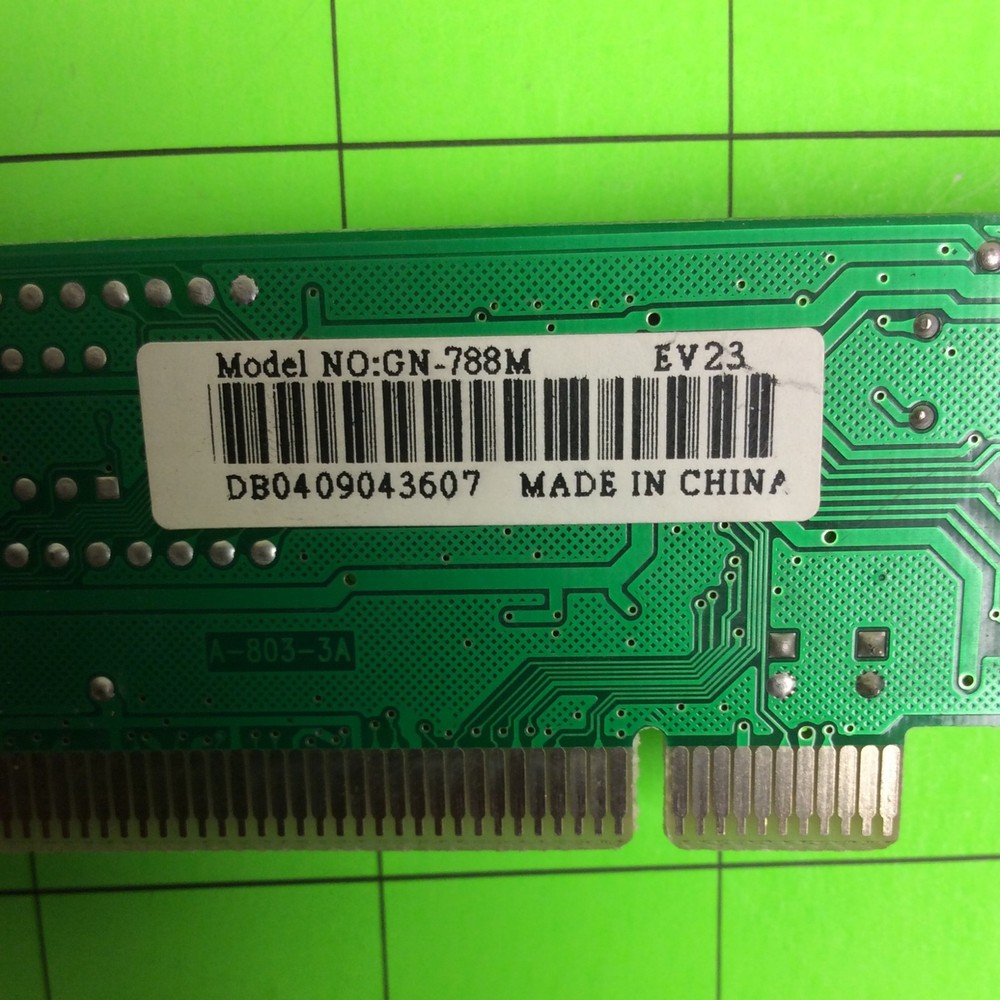 Model NO:GN-788M EV23
DB0409043607 MADE IN CHINA
A-803-3A